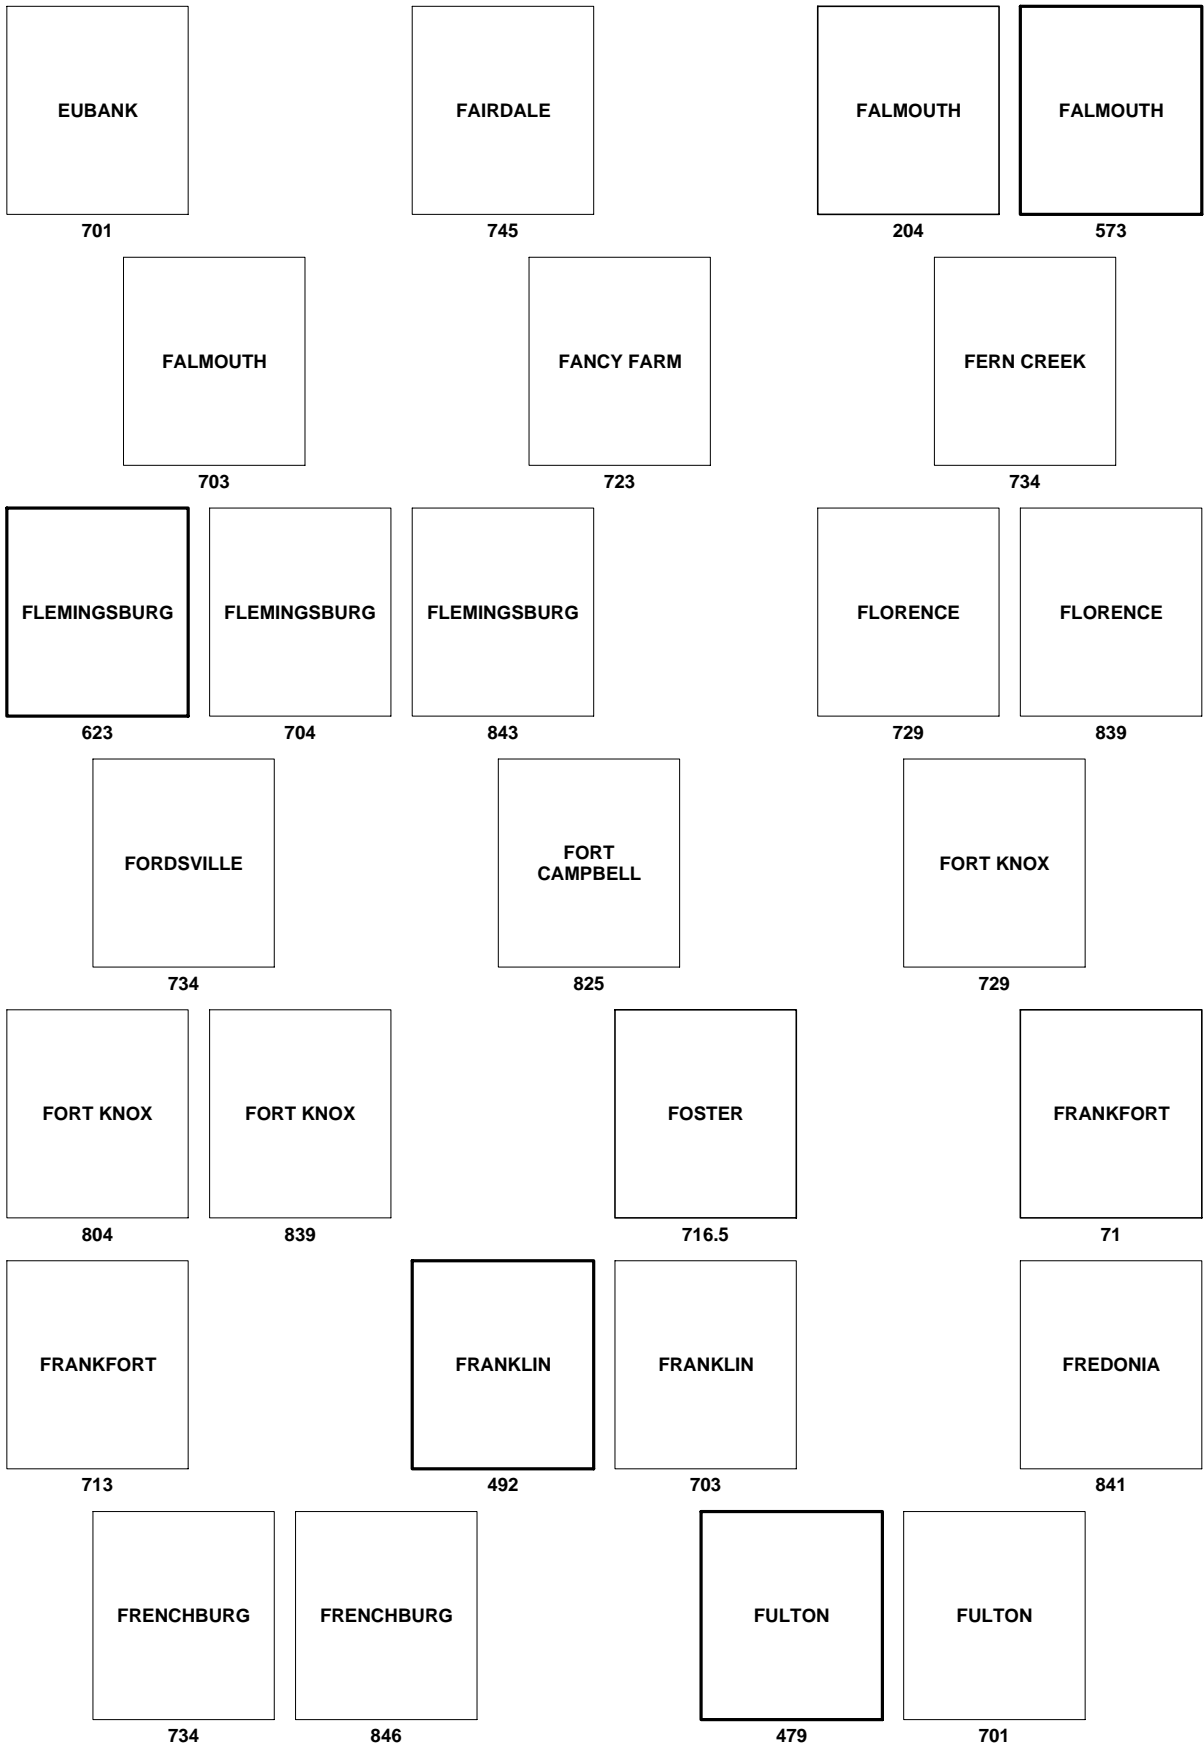 EUBANK
FAIRDALE
FALMOUTH
FALMOUTH
701
745
204
573
FALMOUTH
FANCY FARM
FERN CREEK
703
723
734
FLEMINGSBURG
FLEMINGSBURG
FLEMINGSBURG
FLORENCE
FLORENCE
623
704
843
729
839
FORDSVILLE
FORT
CAMPBELL
FORT KNOX
734
825
729
FORT KNOX
FORT KNOX
FOSTER
FRANKFORT
804
839
716.5
71
FRANKFORT
FRANKLIN
FRANKLIN
FREDONIA
713
492
703
841
FRENCHBURG
FRENCHBURG
FULTON
FULTON
734
846
479
701